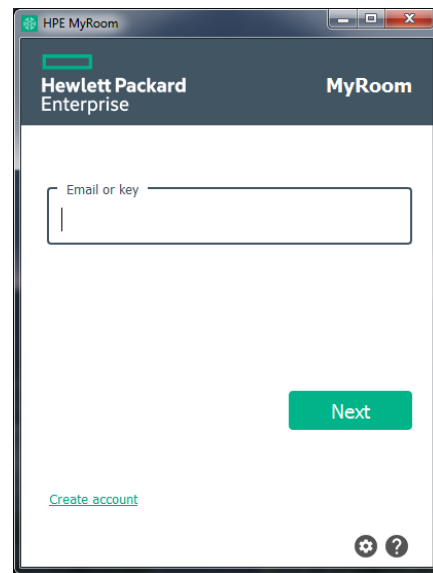 HPE MyRoom
Hewlett Packard
Enterprise
MyRoom
Email or key
Next
Create account
?